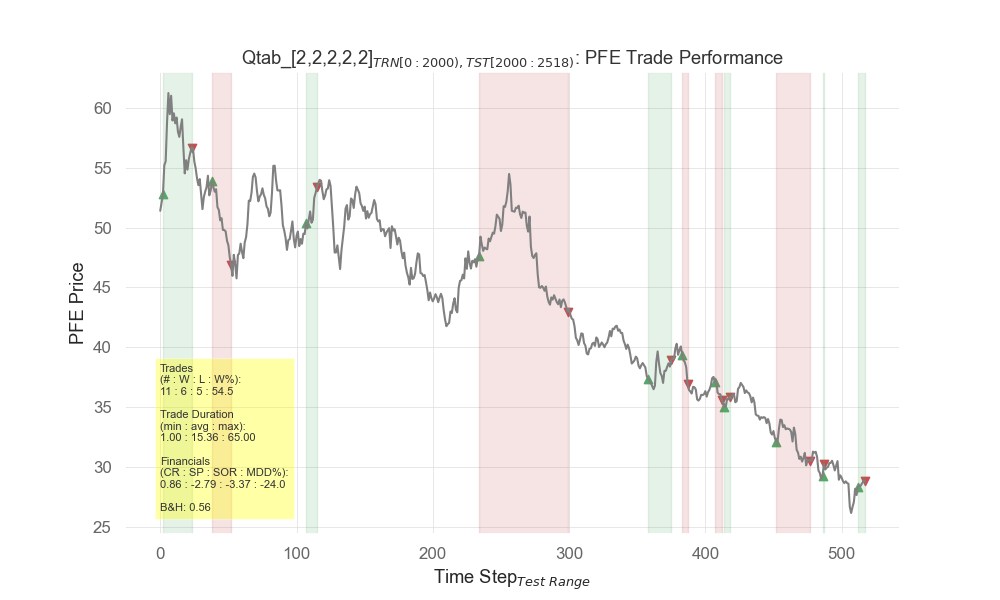 Qtab_[2,2,2,2,2]TRN[0 : 2000), TST[2000 : 2518): PFE Trade Performance
PFE Price
60
55
50
45
40
35
30
25
Trades
(# : W : L : W%):
11 : 6 : 5 : 54.5
Trade Duration
(min : avg : max):
1.00 : 15.36 : 65.00
Financials
(CR : SP : SOR : MDD%):
0.86 : -2.79 : -3.37 : -24.0
B&H: 0.56
0 100 200 300 400 500
Time StepTest Range